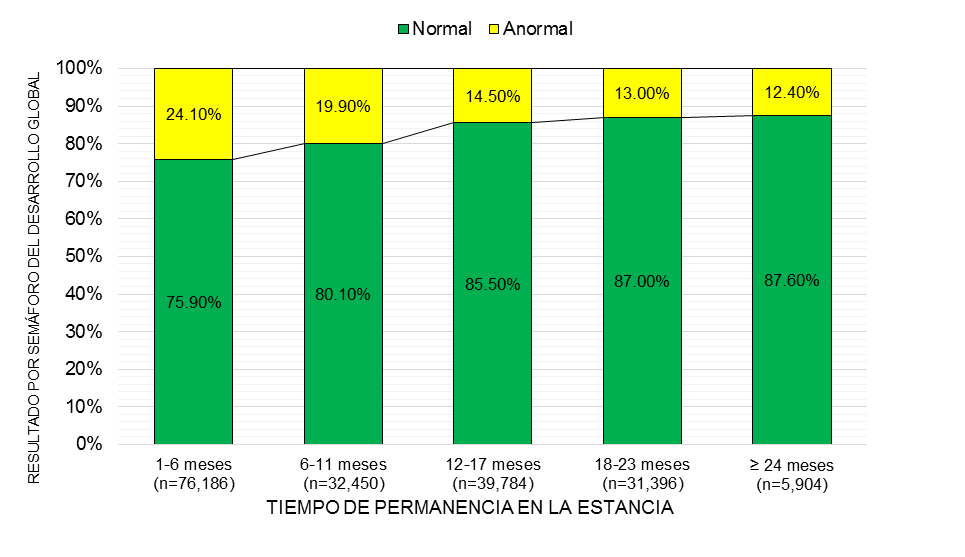 Normal Anormal
RESULTADO POR SEMÁFORO DEL DESARROLLO GLOBAL
100%
90%
80%
70%
60%
50%
40%
30%
20%
10%
0%
24.10% 19.90% 14.50% 13.00% 12.40%
75.90% 80.10% 85.50% 87.00% 87.60%
1-6 meses 6-11 meses 12-17 meses 18-23 meses ≥ 24 meses
(n=76,186) (n=32,450) (n=39,784) (n=31,396) (n=5,904)
TIEMPO DE PERMANENCIA EN LA ESTANCIA